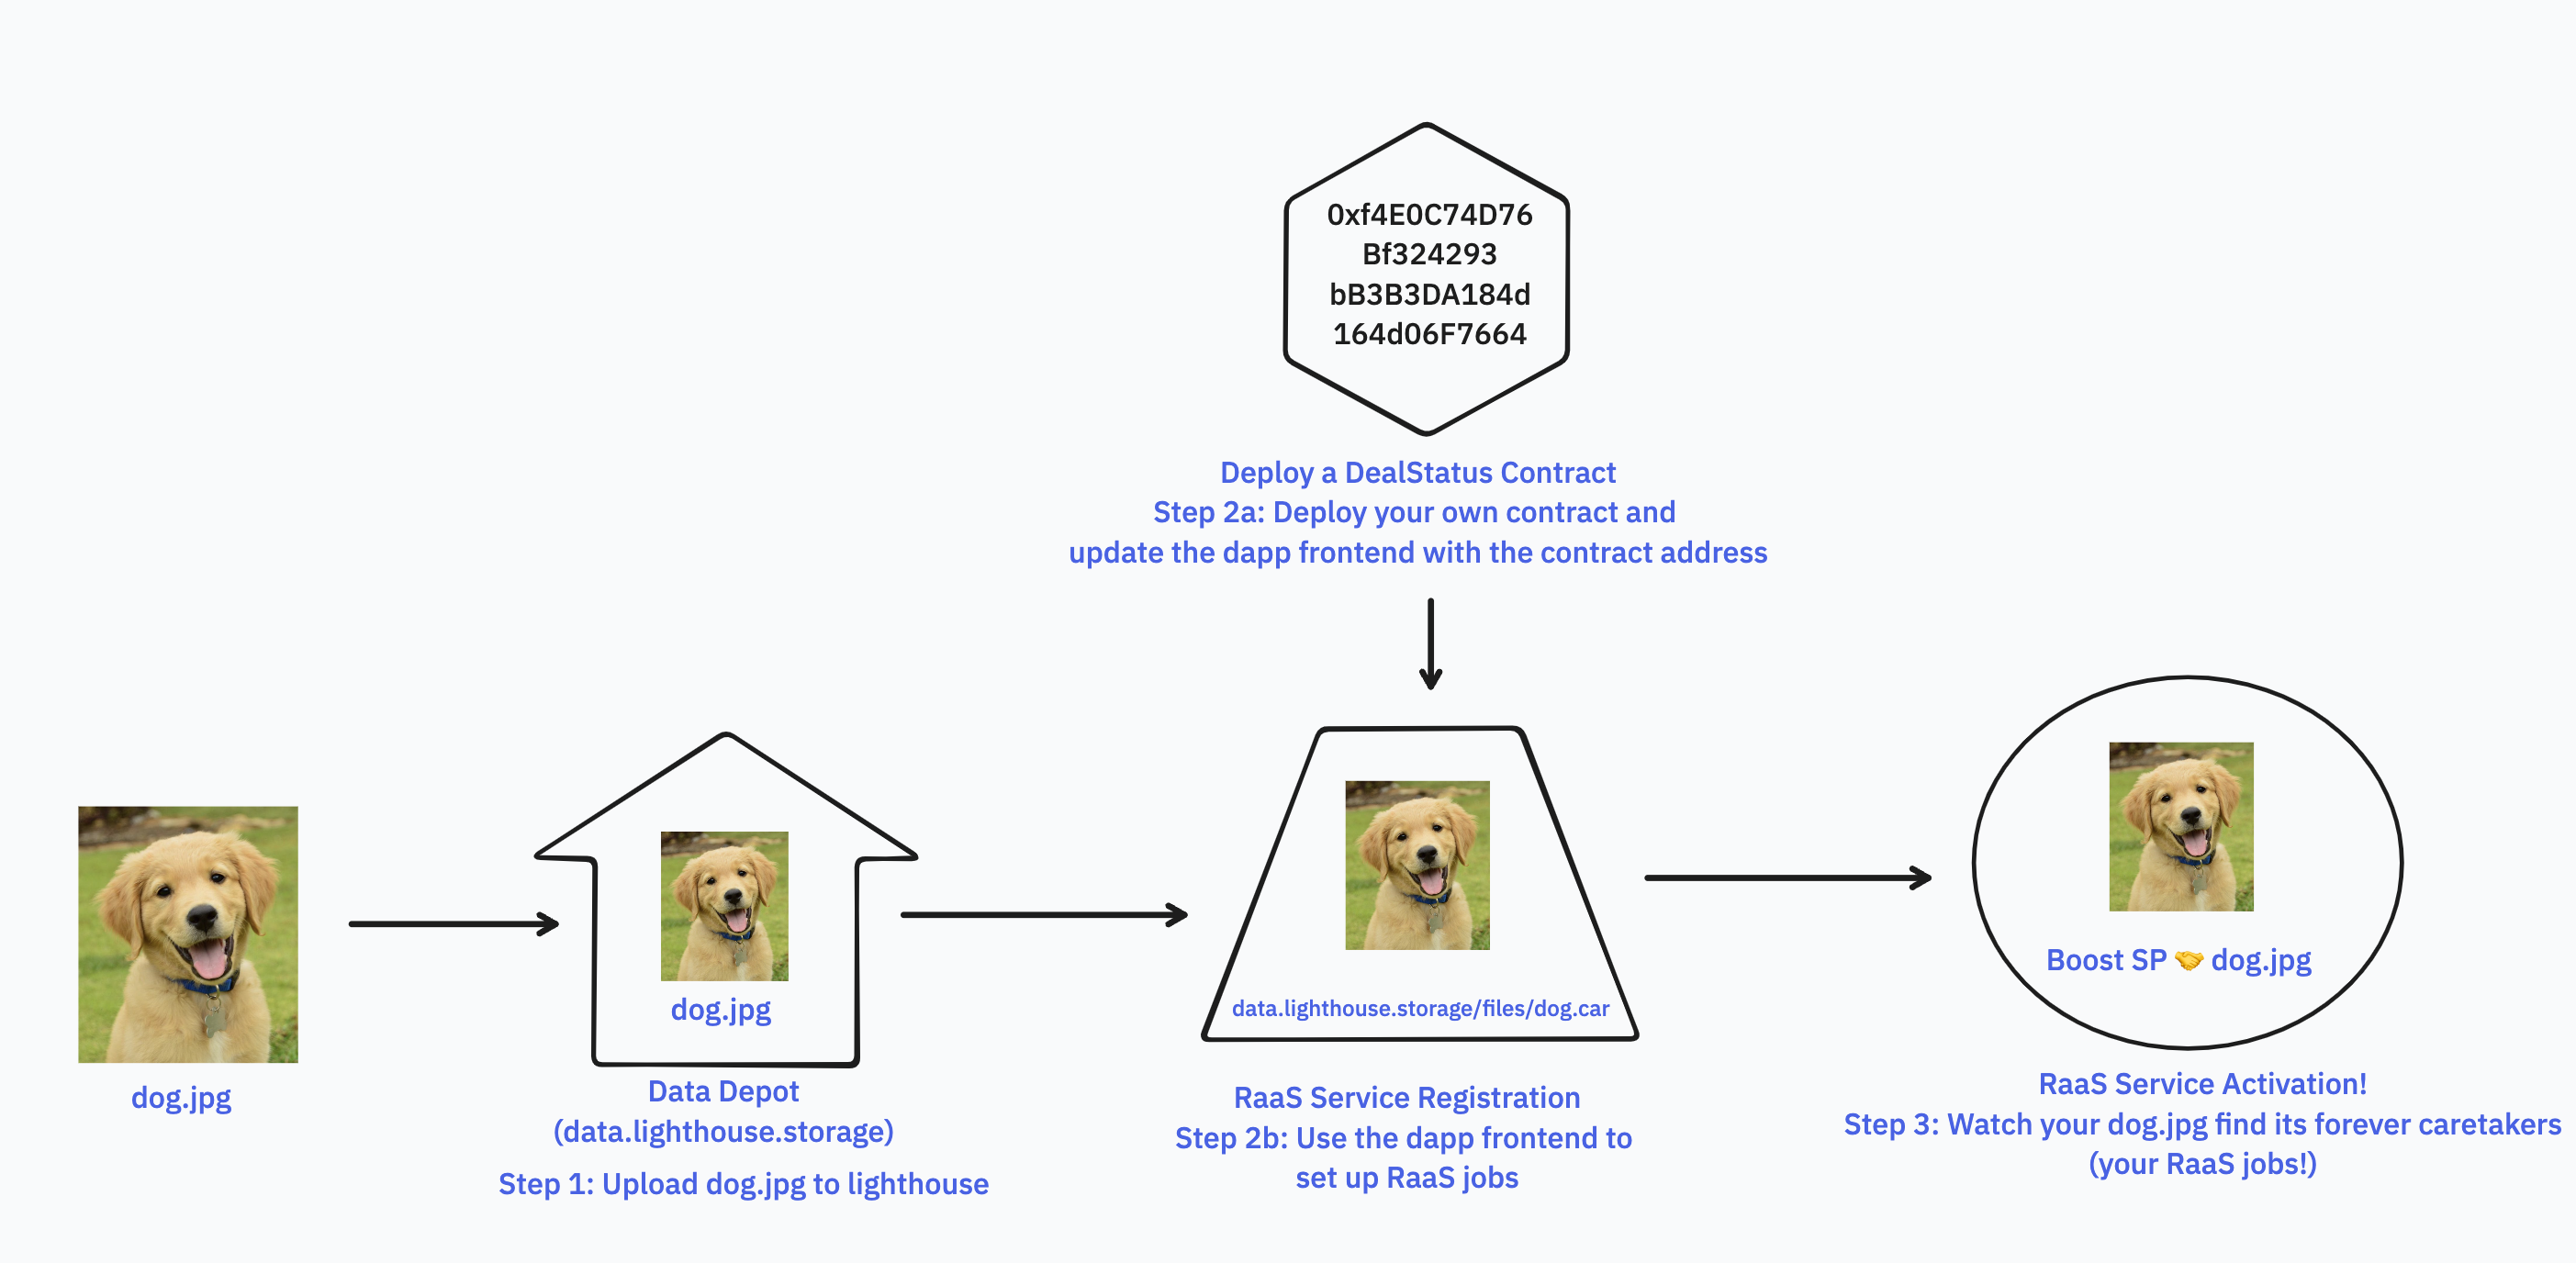 0xf4E0C74D76
Bf324293
bB3B3DA184d
164d06F7664
Deploy a DealStatus Contract
Step 2a: Deploy your own contract and
update the dapp frontend with the contract address
dog.jpg
dog.jpg
Data Depot
(data.lighthouse.storage)
Step 1: Upload dog.jpg to lighthouse
data.lighthouse.storage/files/dog.car
RaaS Service Registration
Step 2b: Use the dapp frontend to
set up RaaS jobs
Boost SP 🤝 dog.jpg
RaaS Service Activation!
Step 3: Watch your dog.jpg find its forever caretakers
(your RaaS jobs!)